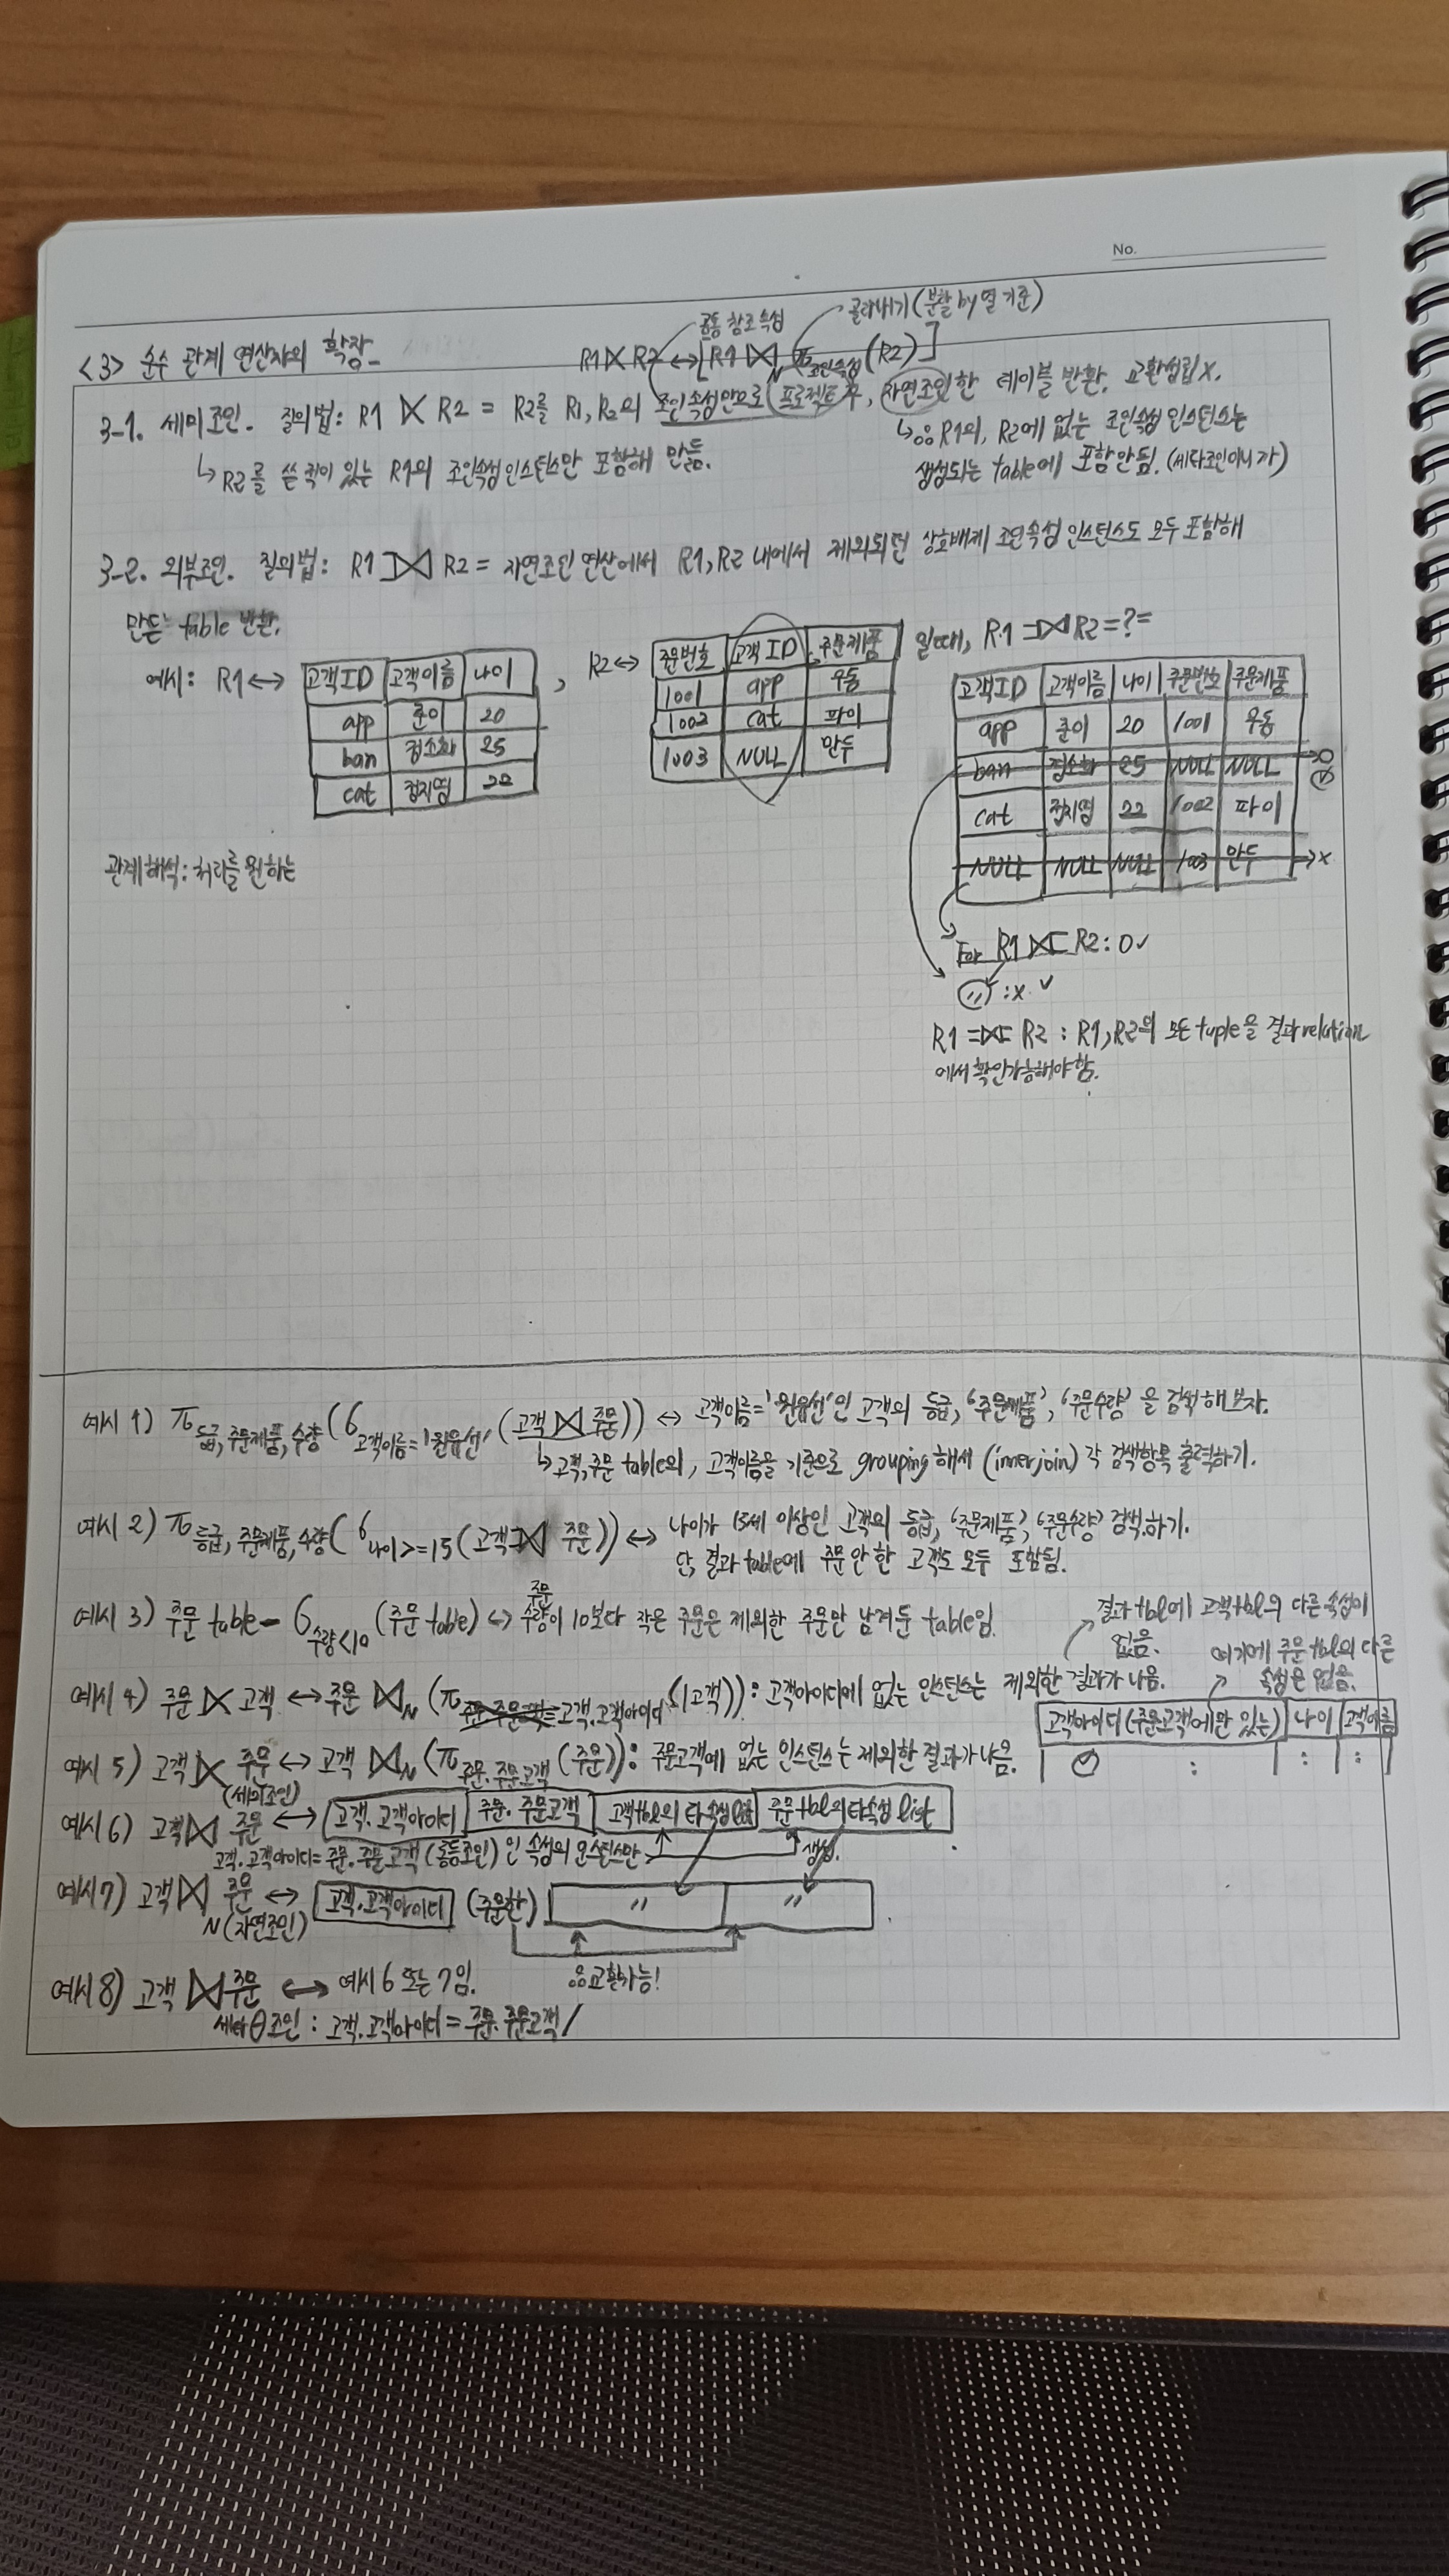 No.
공통 참조 속성
골라내기(분할 by 열 기준)
<3> 순수 관계 연산자의 확장
R1⋉R2 ↔ [R1 ⋈N π조인속성(R2)]
3-1. 세미조인. 질의법: R1 ⋉ R2 = R2를 R1, R2의 조인속성만으로 프로젝트 후, 자연조인한 테이블 반환. 교환성립X.
↳ R2를 쓴 적이 있는 R1의 조인속성인스턴스만 포함해 만듦.
↳ ∴ R1의, R2에 없는 조인속성 인스턴스는
생성되는 table에 포함안됨. (세타조인이니까)
3-2. 외부조인. 질의법: R1 ⟕ R2 = 자연조인 연산에서 R1, R2 내에서 제외되던 상호배제 조인속성 인스턴스도 모두 포함해
만든 table 반환.
예시: R1↔
고객ID 고객이름 나이
app 준이 20
ban 정소화 25
cat 22
, R2↔
주문번호 고객ID 주문제품
1001 app 우동
1002 cat 파이
1003 NULL 만두
일 때, R1 ⟕ R2=?=
고객ID 고객이름 나이 주문번호 주문제품
app 준이 20 1001 우동
ban 정소화 25 NULL NULL →O
cat 22 1002 파이
NULL NULL NULL 1003 만두 →x
관계해석: 처리를 원하는
For R1 ⟖ R2: O✓
〃 : x ✓
R1 ⟗ R2 : R1, R2의 모든 tuple을 결과 relation
에서 확인가능해야함.
예시 1) π등급, 주문제품, 수량(σ고객이름='원유선'(고객 ⋈ 주문)) ↔ 고객이름='원유선'인 고객의 등급, '주문제품', '주문수량'을 검색해보자.
↳ 고객, 주문 table의, 고객이름을 기준으로 grouping해서 (inner join) 각 검색항목 출력하기.
예시 2) π등급, 주문제품, 수량(σ나이>=15(고객 ⟕ 주문)) ↔ 나이가 15세 이상인 고객의 등급, '주문제품', '주문수량' 검색하기.
단, 결과 table에 주문 안 한 고객도 모두 포함됨.
예시 3) 주문 table - σ수량<10 (주문 table) ↔ 주문 수량이 10보다 작은 주문은 제외한 주문만 남겨둔 table임.
결과 tbl에 고객 tbl의 다른 속성이
없음.
여기에 주문 tbl의 다른
속성은 없음.
예시 4) 주문 ⋉ 고객 ↔ 주문 ⋈N (π고객.고객아이디(고객)): 고객아이디에 없는 인스턴스는 제외한 결과가 나옴.
고객아이디(주문고객에만 있는) 나이 고객이름
예시 5) 고객 ⋉ 주문 ↔ 고객 ⋈N (π주문.주문고객 (주문)): 주문고객에 없는 인스턴스는 제외한 결과가 나옴.
(세미조인)
예시 6) 고객 ⋈ 주문 ↔ 고객.고객아이디 주문.주문고객 고객tbl의 타속성list 주문tbl의 타속성 list
고객.고객아이디=주문.주문고객 (동등조인) 인 속성의 인스턴스만 생성.
예시 7) 고객 ⋈ 주문 ↔ 고객.고객아이디 (주문한) 〃 〃
N(자연조인)
∴교환가능!
예시 8) 고객 ⋈ 주문 ↔ 예시 6 또는 7임.
세타θ조인 : 고객.고객아이디 = 주문.주문고객 /